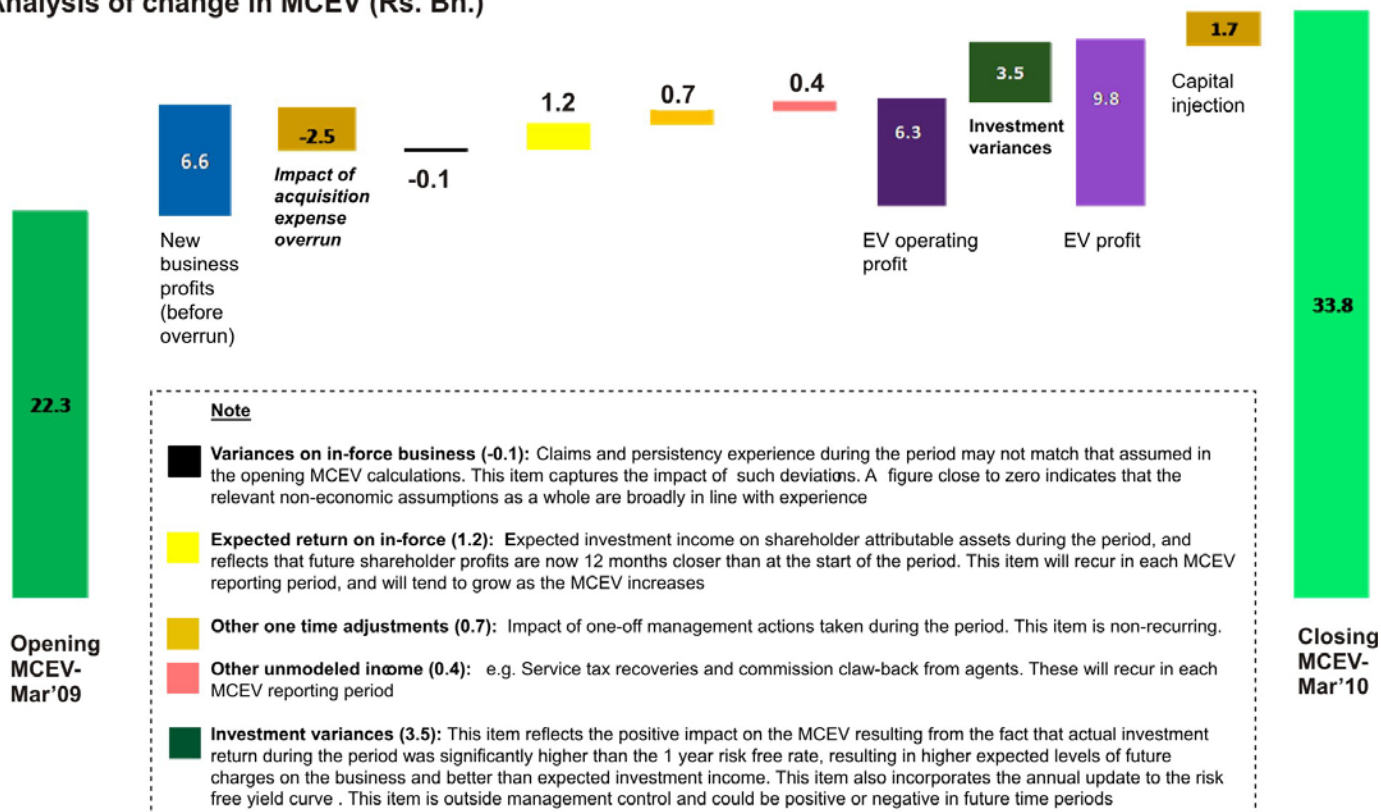 Analysis of change in MCEV (Rs. Bn.)
6.6
New
business
profits
(before
overrun)
-2.5
Impact of
acquisition
expense
overrun
-0.1
1.2
0.7
0.4
6.3
EV operating
profit
3.5
Investment
variances
9.8
EV profit
1.7
Capital
injection
22.3
Opening
MCEV-
Mar'09
33.8
Closing
MCEV-
Mar'10
Note
Variances on in-force business (-0.1): Claims and persistency experience during the period may not match that assumed in
the opening MCEV calculations. This item captures the impact of such deviations. A figure close to zero indicates that the
relevant non-economic assumptions as a whole are broadly in line with experience
Expected return on in-force (1.2): Expected investment income on shareholder attributable assets during the period, and
reflects that future shareholder profits are now 12 months closer than at the start of the period. This item will recur in each MCEV
reporting period, and will tend to grow as the MCEV increases
Other one time adjustments (0.7): Impact of one-off management actions taken during the period. This item is non-recurring.
Other unmodeled income (0.4): e.g. Service tax recoveries and commission claw-back from agents. These will recur in each
MCEV reporting period
Investment variances (3.5): This item reflects the positive impact on the MCEV resulting from the fact that actual investment
return during the period was significantly higher than the 1 year risk free rate, resulting in higher expected levels of future
charges on the business and better than expected investment income. This item also incorporates the annual update to the risk
free yield curve . This item is outside management control and could be positive or negative in future time periods